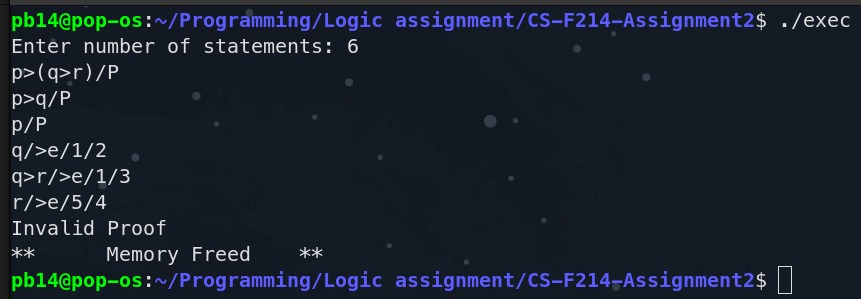 pb14@pop-os:~/Programming/Logic assignment/CS-F214-Assignment2$ ./exec
Enter number of statements: 6
p>(q>r)/P
p>q/P
p/P
q/>e/1/2
q>r/>e/1/3
r/>e/5/4
Invalid Proof
**      Memory Freed    **
pb14@pop-os:~/Programming/Logic assignment/CS-F214-Assignment2$